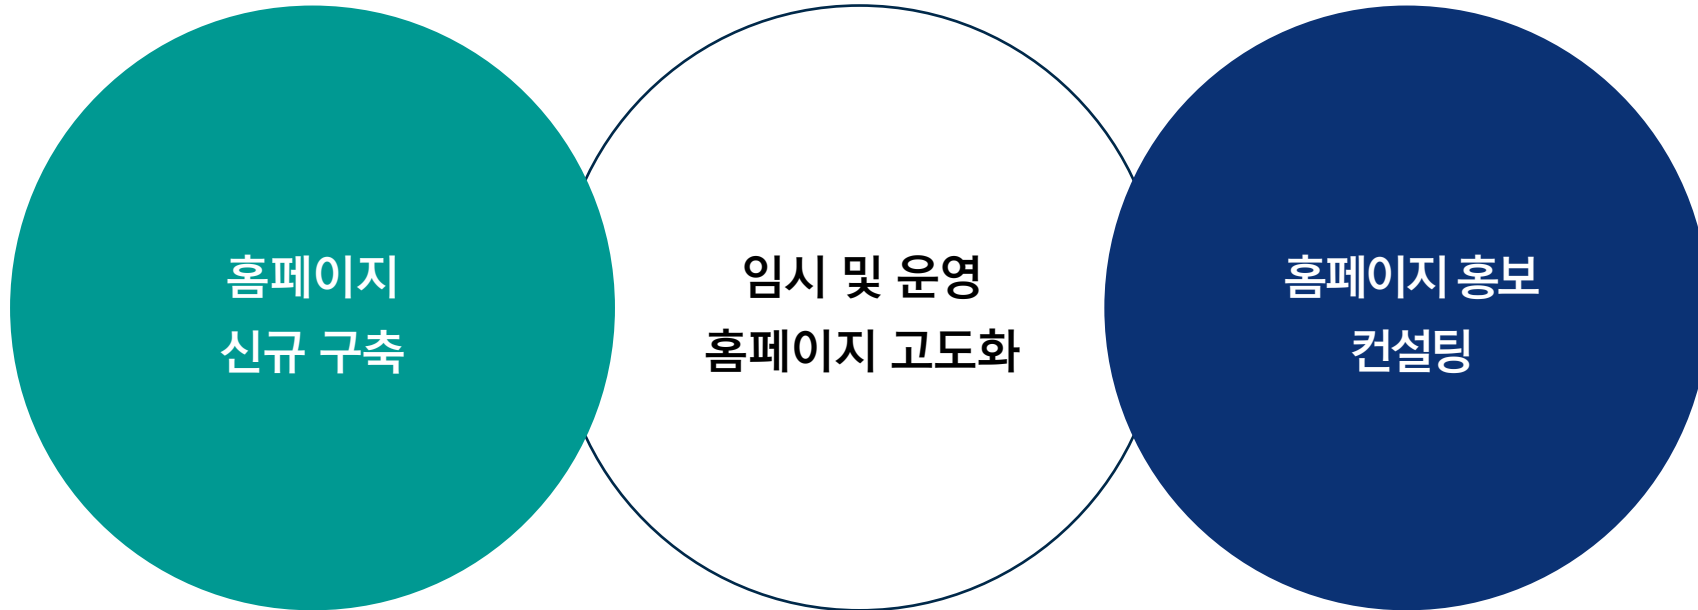 홈페이지
신규 구축
임시 및 운영
홈페이지 고도화
홈페이지 홍보
컨설팅